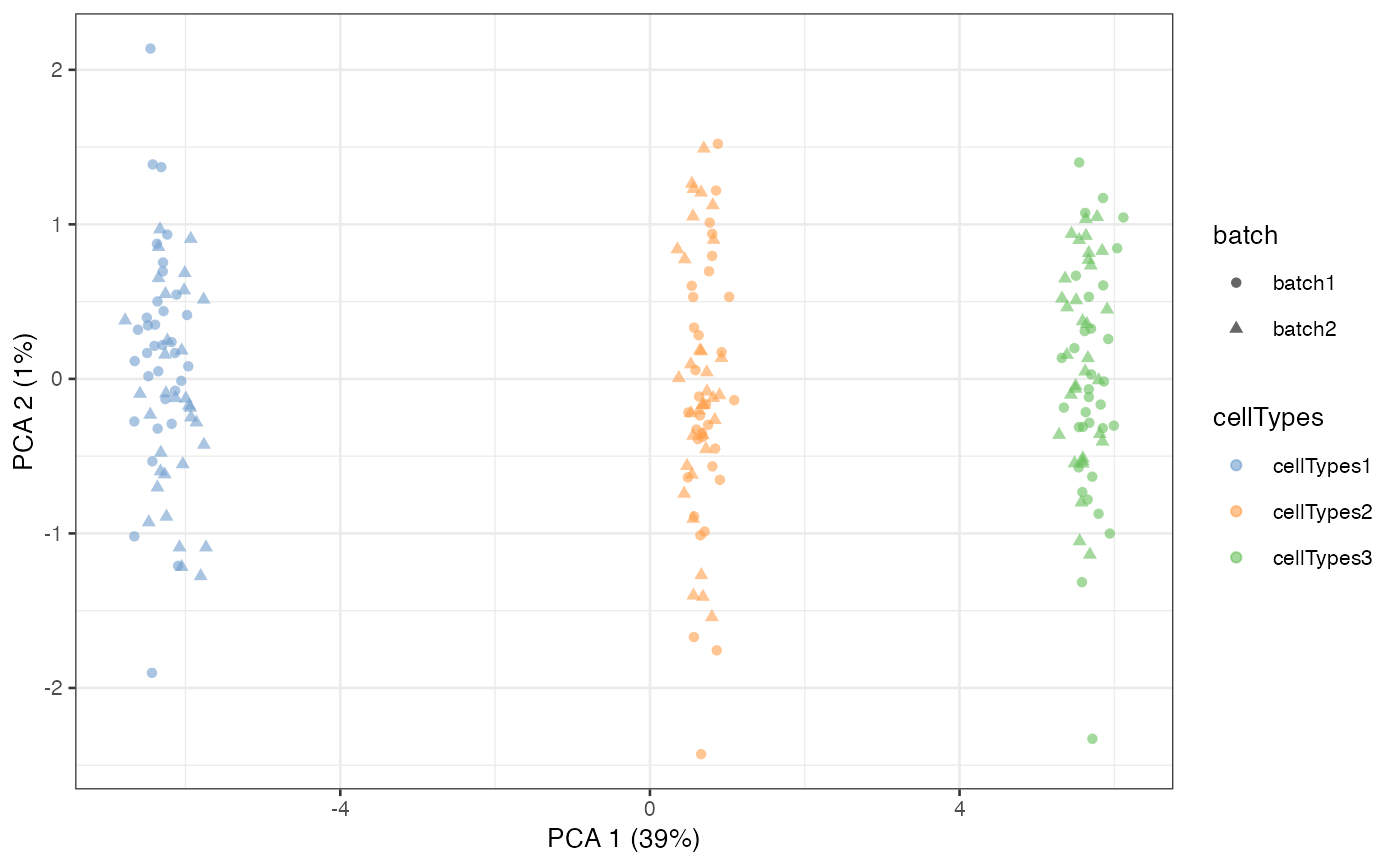 2
1
0
-1
-2
PCA 2 (1%)
-4
0
4
PCA 1 (39%)
batch
batch1
batch2
cellTypes
cellTypes1
cellTypes2
cellTypes3